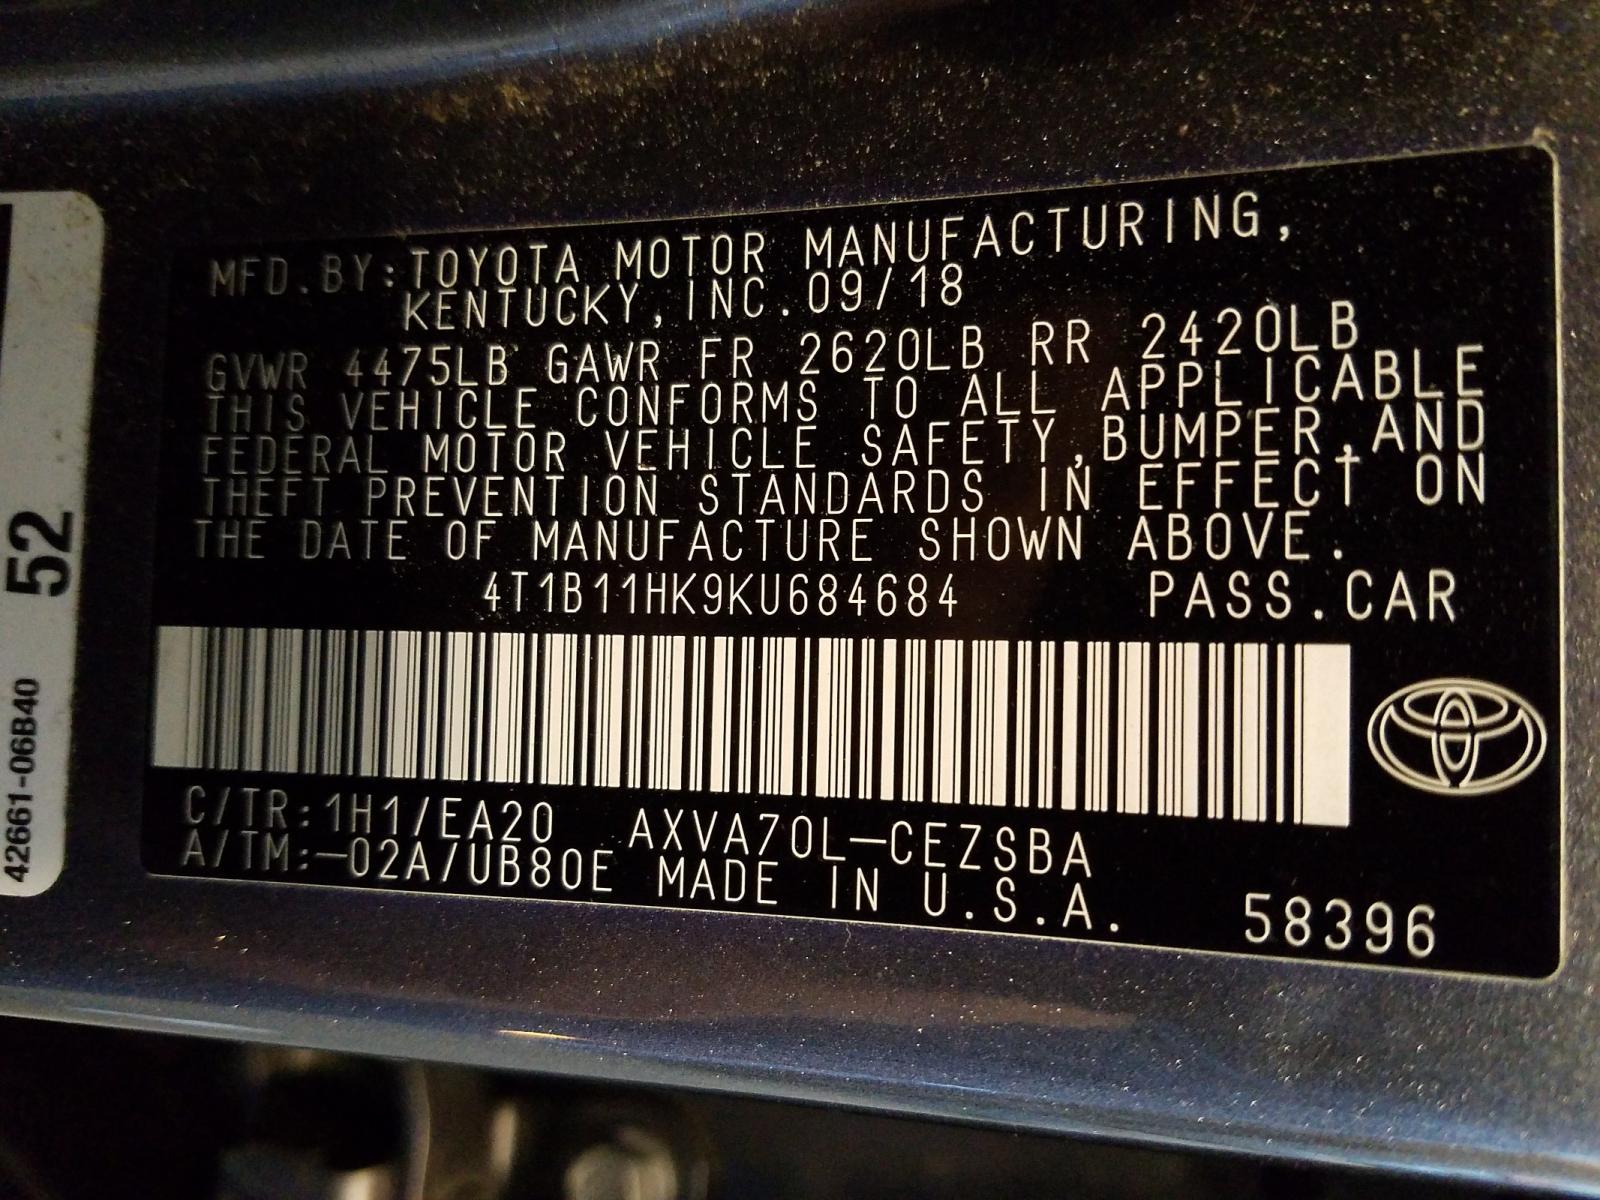 MFD.BY:TOYOTA MOTOR MANUFACTURING,
KENTUCKY,INC.09/18
GVWR 4475LB GAWR FR 2620LB RR 2420LB
THIS VEHICLE CONFORMS TO ALL APPLICABLE
FEDERAL MOTOR VEHICLE SAFETY,BUMPER,AND
THEFT PREVENTION STANDARDS IN EFFECT ON
THE DATE OF MANUFACTURE SHOWN ABOVE.
4T1B11HK9KU684684 PASS.CAR
C/TR:1H1/EA20 AXVA70L-CEZSBA
A/TM:-02A/UB80E MADE IN U.S.A. 58396
52
42661-06B40